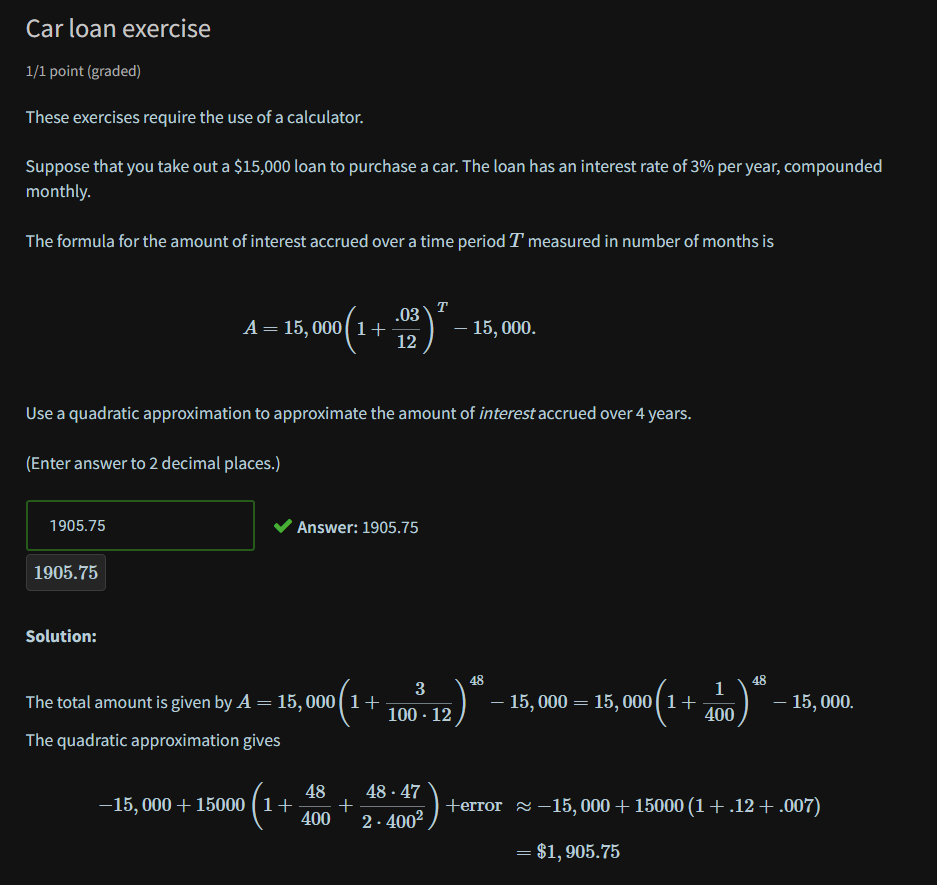 Car loan exercise
1/1 point (graded)
These exercises require the use of a calculator.
Suppose that you take out a $15,000 loan to purchase a car. The loan has an interest rate of 3% per year, compounded
monthly.
The formula for the amount of interest accrued over a time period T measured in number of months is
A = 15,000(1 + .03/12)^T − 15,000.
Use a quadratic approximation to approximate the amount of interest accrued over 4 years.
(Enter answer to 2 decimal places.)
1905.75
Answer: 1905.75
1905.75
Solution:
The total amount is given by A = 15,000(1 + 3/(100·12))^48 − 15,000 = 15,000(1 + 1/400)^48 − 15,000.
The quadratic approximation gives
−15,000 + 15000(1 + 48/400 + (48·47)/(2·400²)) +error ≈ −15,000 + 15000(1 + .12 + .007)
= $1,905.75